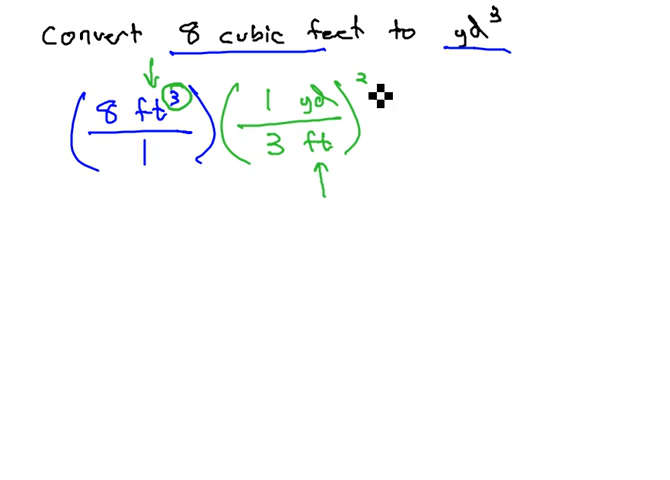 Convert 8 cubic feet to yd³
(8 ft³ / 1) (1 yd / 3 ft)²